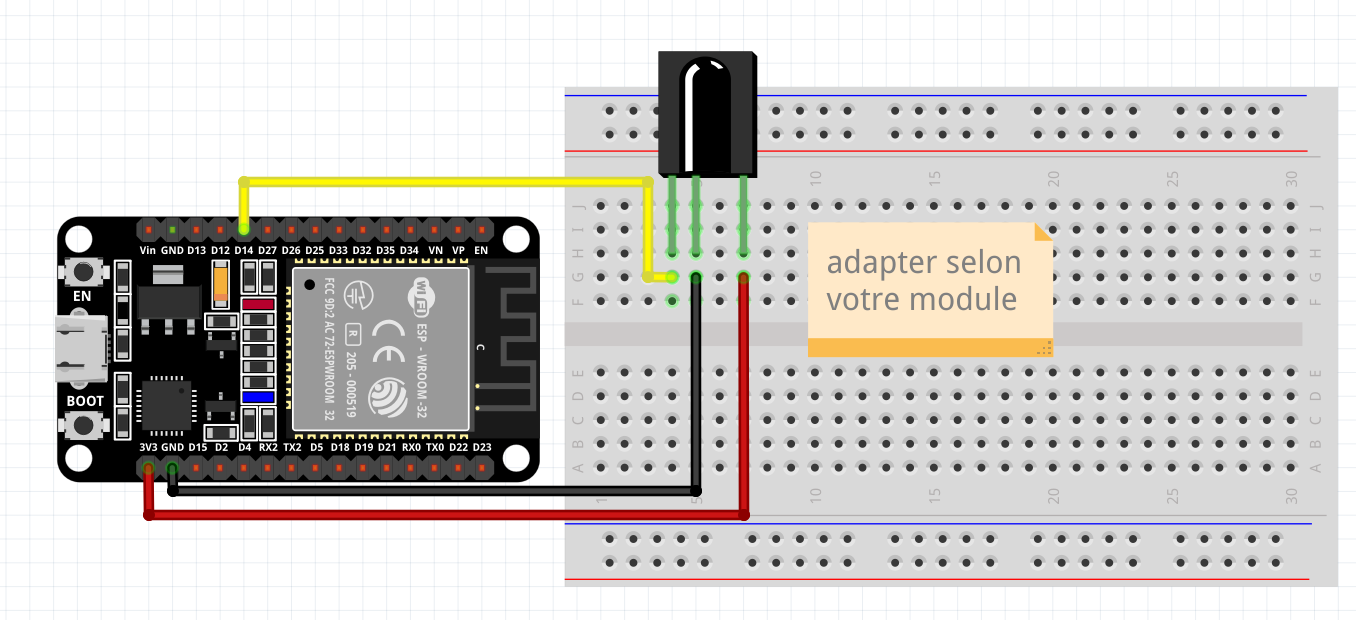 10
15
20
25
30
J
J
I
I
H
H
G
G
F
F
adapter selon
votre module
Vin GND D13 D12 D14 D27 D26 D25 D33 D32 D35 D34 VN VP EN
EN
BOOT
WiFi
ESP - WROOM -32
CE
R
205 - 000519
FCC 9D:2 AC 72-ESPWROOM 32
C
3V3 GND D15 D2 D4 RX2 TX2 D5 D18 D19 D21 RX0 TX0 D22 D23
E
E
D
D
C
C
B
B
A
A
1
5
10
15
20
25
30